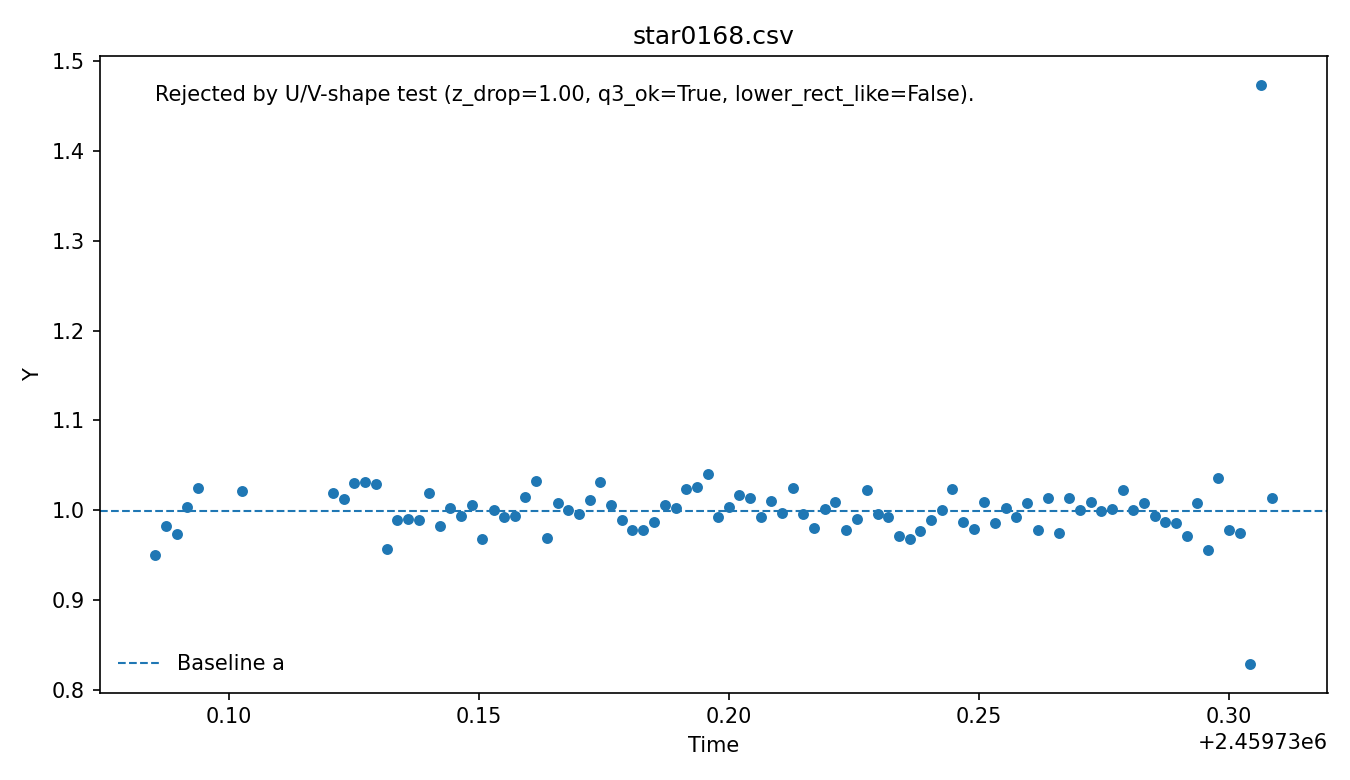 star0168.csv
Rejected by U/V-shape test (z_drop=1.00, q3_ok=True, lower_rect_like=False).
1.5
1.4
1.3
1.2
1.1
1.0
0.9
0.8
Y
Baseline a
0.10 0.15 0.20 0.25 0.30
Time
+2.45973e6